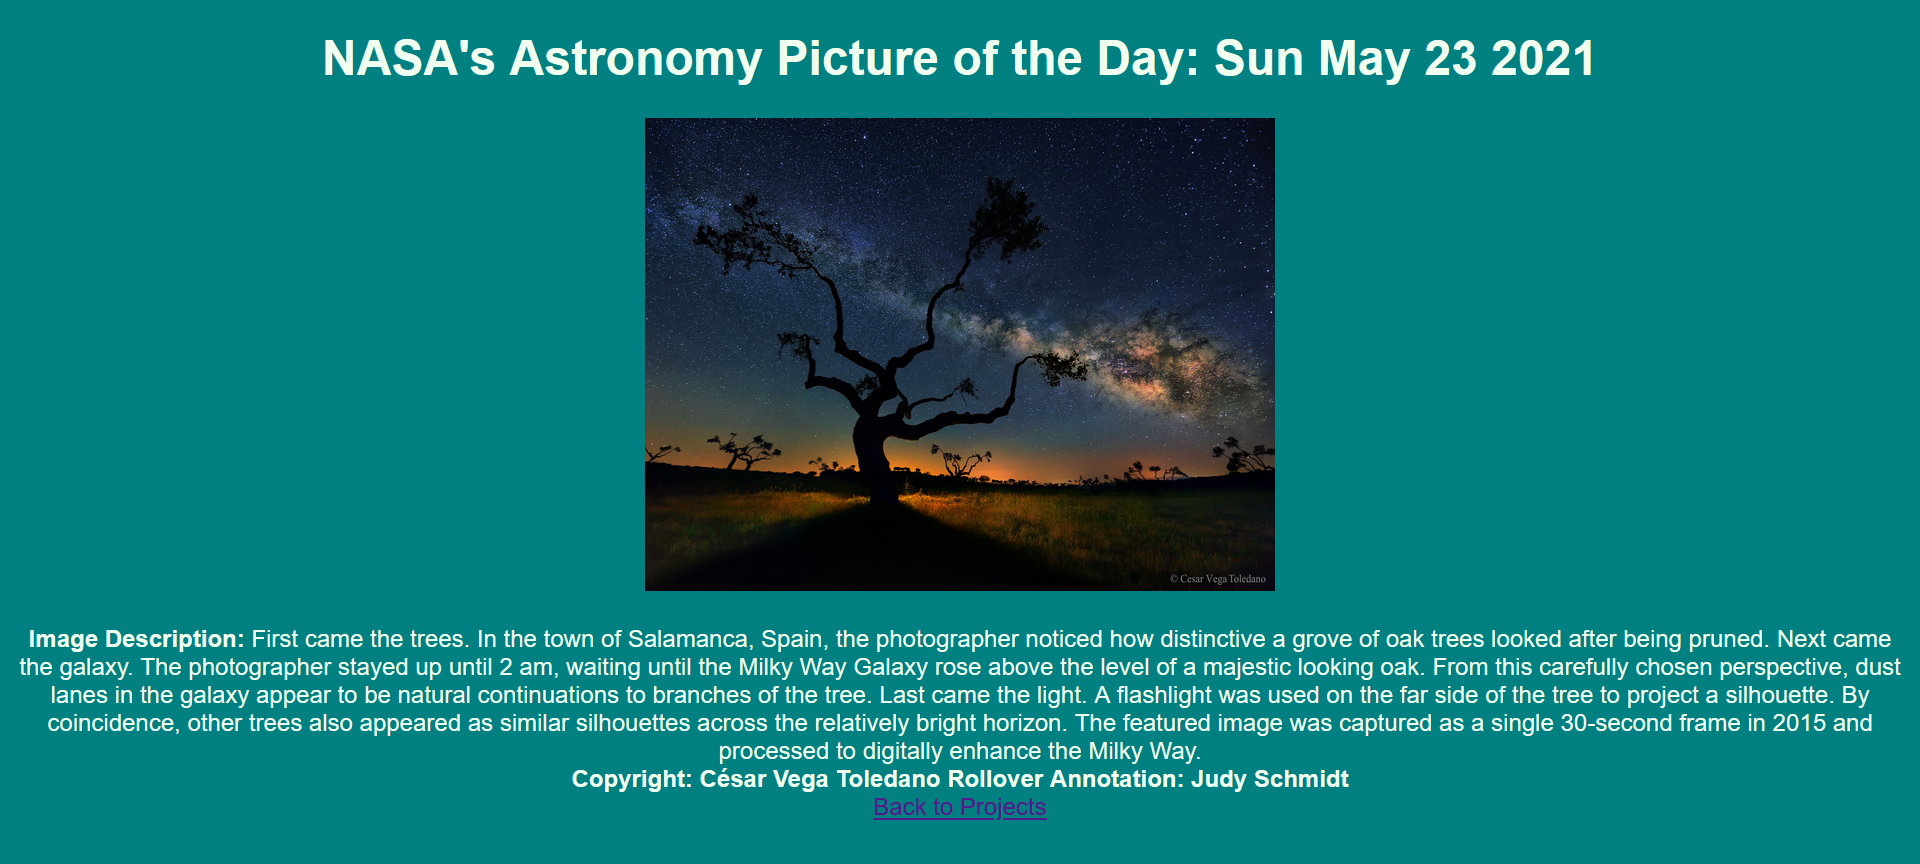 NASA's Astronomy Picture of the Day: Sun May 23 2021
© Cesar Vega Toledano
Image Description: First came the trees. In the town of Salamanca, Spain, the photographer noticed how distinctive a grove of oak trees looked after being pruned. Next came
the galaxy. The photographer stayed up until 2 am, waiting until the Milky Way Galaxy rose above the level of a majestic looking oak. From this carefully chosen perspective, dust
lanes in the galaxy appear to be natural continuations to branches of the tree. Last came the light. A flashlight was used on the far side of the tree to project a silhouette. By
coincidence, other trees also appeared as similar silhouettes across the relatively bright horizon. The featured image was captured as a single 30-second frame in 2015 and
processed to digitally enhance the Milky Way.
Copyright: César Vega Toledano Rollover Annotation: Judy Schmidt
Back to Projects